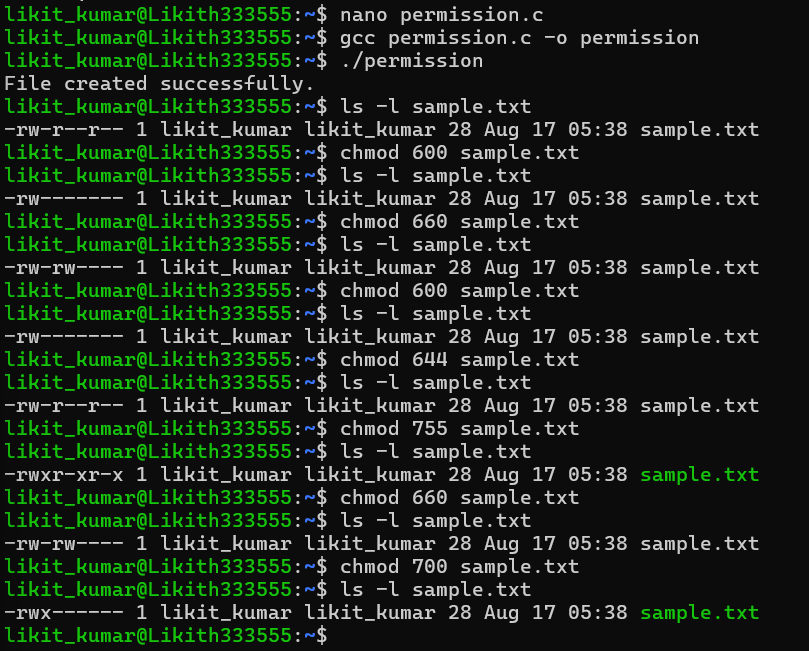 likit_kumar@Likith333555:~$ nano permission.c
likit_kumar@Likith333555:~$ gcc permission.c -o permission
likit_kumar@Likith333555:~$ ./permission
File created successfully.
likit_kumar@Likith333555:~$ ls -l sample.txt
-rw-r--r-- 1 likit_kumar likit_kumar 28 Aug 17 05:38 sample.txt
likit_kumar@Likith333555:~$ chmod 600 sample.txt
likit_kumar@Likith333555:~$ ls -l sample.txt
-rw------- 1 likit_kumar likit_kumar 28 Aug 17 05:38 sample.txt
likit_kumar@Likith333555:~$ chmod 660 sample.txt
likit_kumar@Likith333555:~$ ls -l sample.txt
-rw-rw---- 1 likit_kumar likit_kumar 28 Aug 17 05:38 sample.txt
likit_kumar@Likith333555:~$ chmod 600 sample.txt
likit_kumar@Likith333555:~$ ls -l sample.txt
-rw------- 1 likit_kumar likit_kumar 28 Aug 17 05:38 sample.txt
likit_kumar@Likith333555:~$ chmod 644 sample.txt
likit_kumar@Likith333555:~$ ls -l sample.txt
-rw-r--r-- 1 likit_kumar likit_kumar 28 Aug 17 05:38 sample.txt
likit_kumar@Likith333555:~$ chmod 755 sample.txt
likit_kumar@Likith333555:~$ ls -l sample.txt
-rwxr-xr-x 1 likit_kumar likit_kumar 28 Aug 17 05:38 sample.txt
likit_kumar@Likith333555:~$ chmod 660 sample.txt
likit_kumar@Likith333555:~$ ls -l sample.txt
-rw-rw---- 1 likit_kumar likit_kumar 28 Aug 17 05:38 sample.txt
likit_kumar@Likith333555:~$ chmod 700 sample.txt
likit_kumar@Likith333555:~$ ls -l sample.txt
-rwx------ 1 likit_kumar likit_kumar 28 Aug 17 05:38 sample.txt
likit_kumar@Likith333555:~$